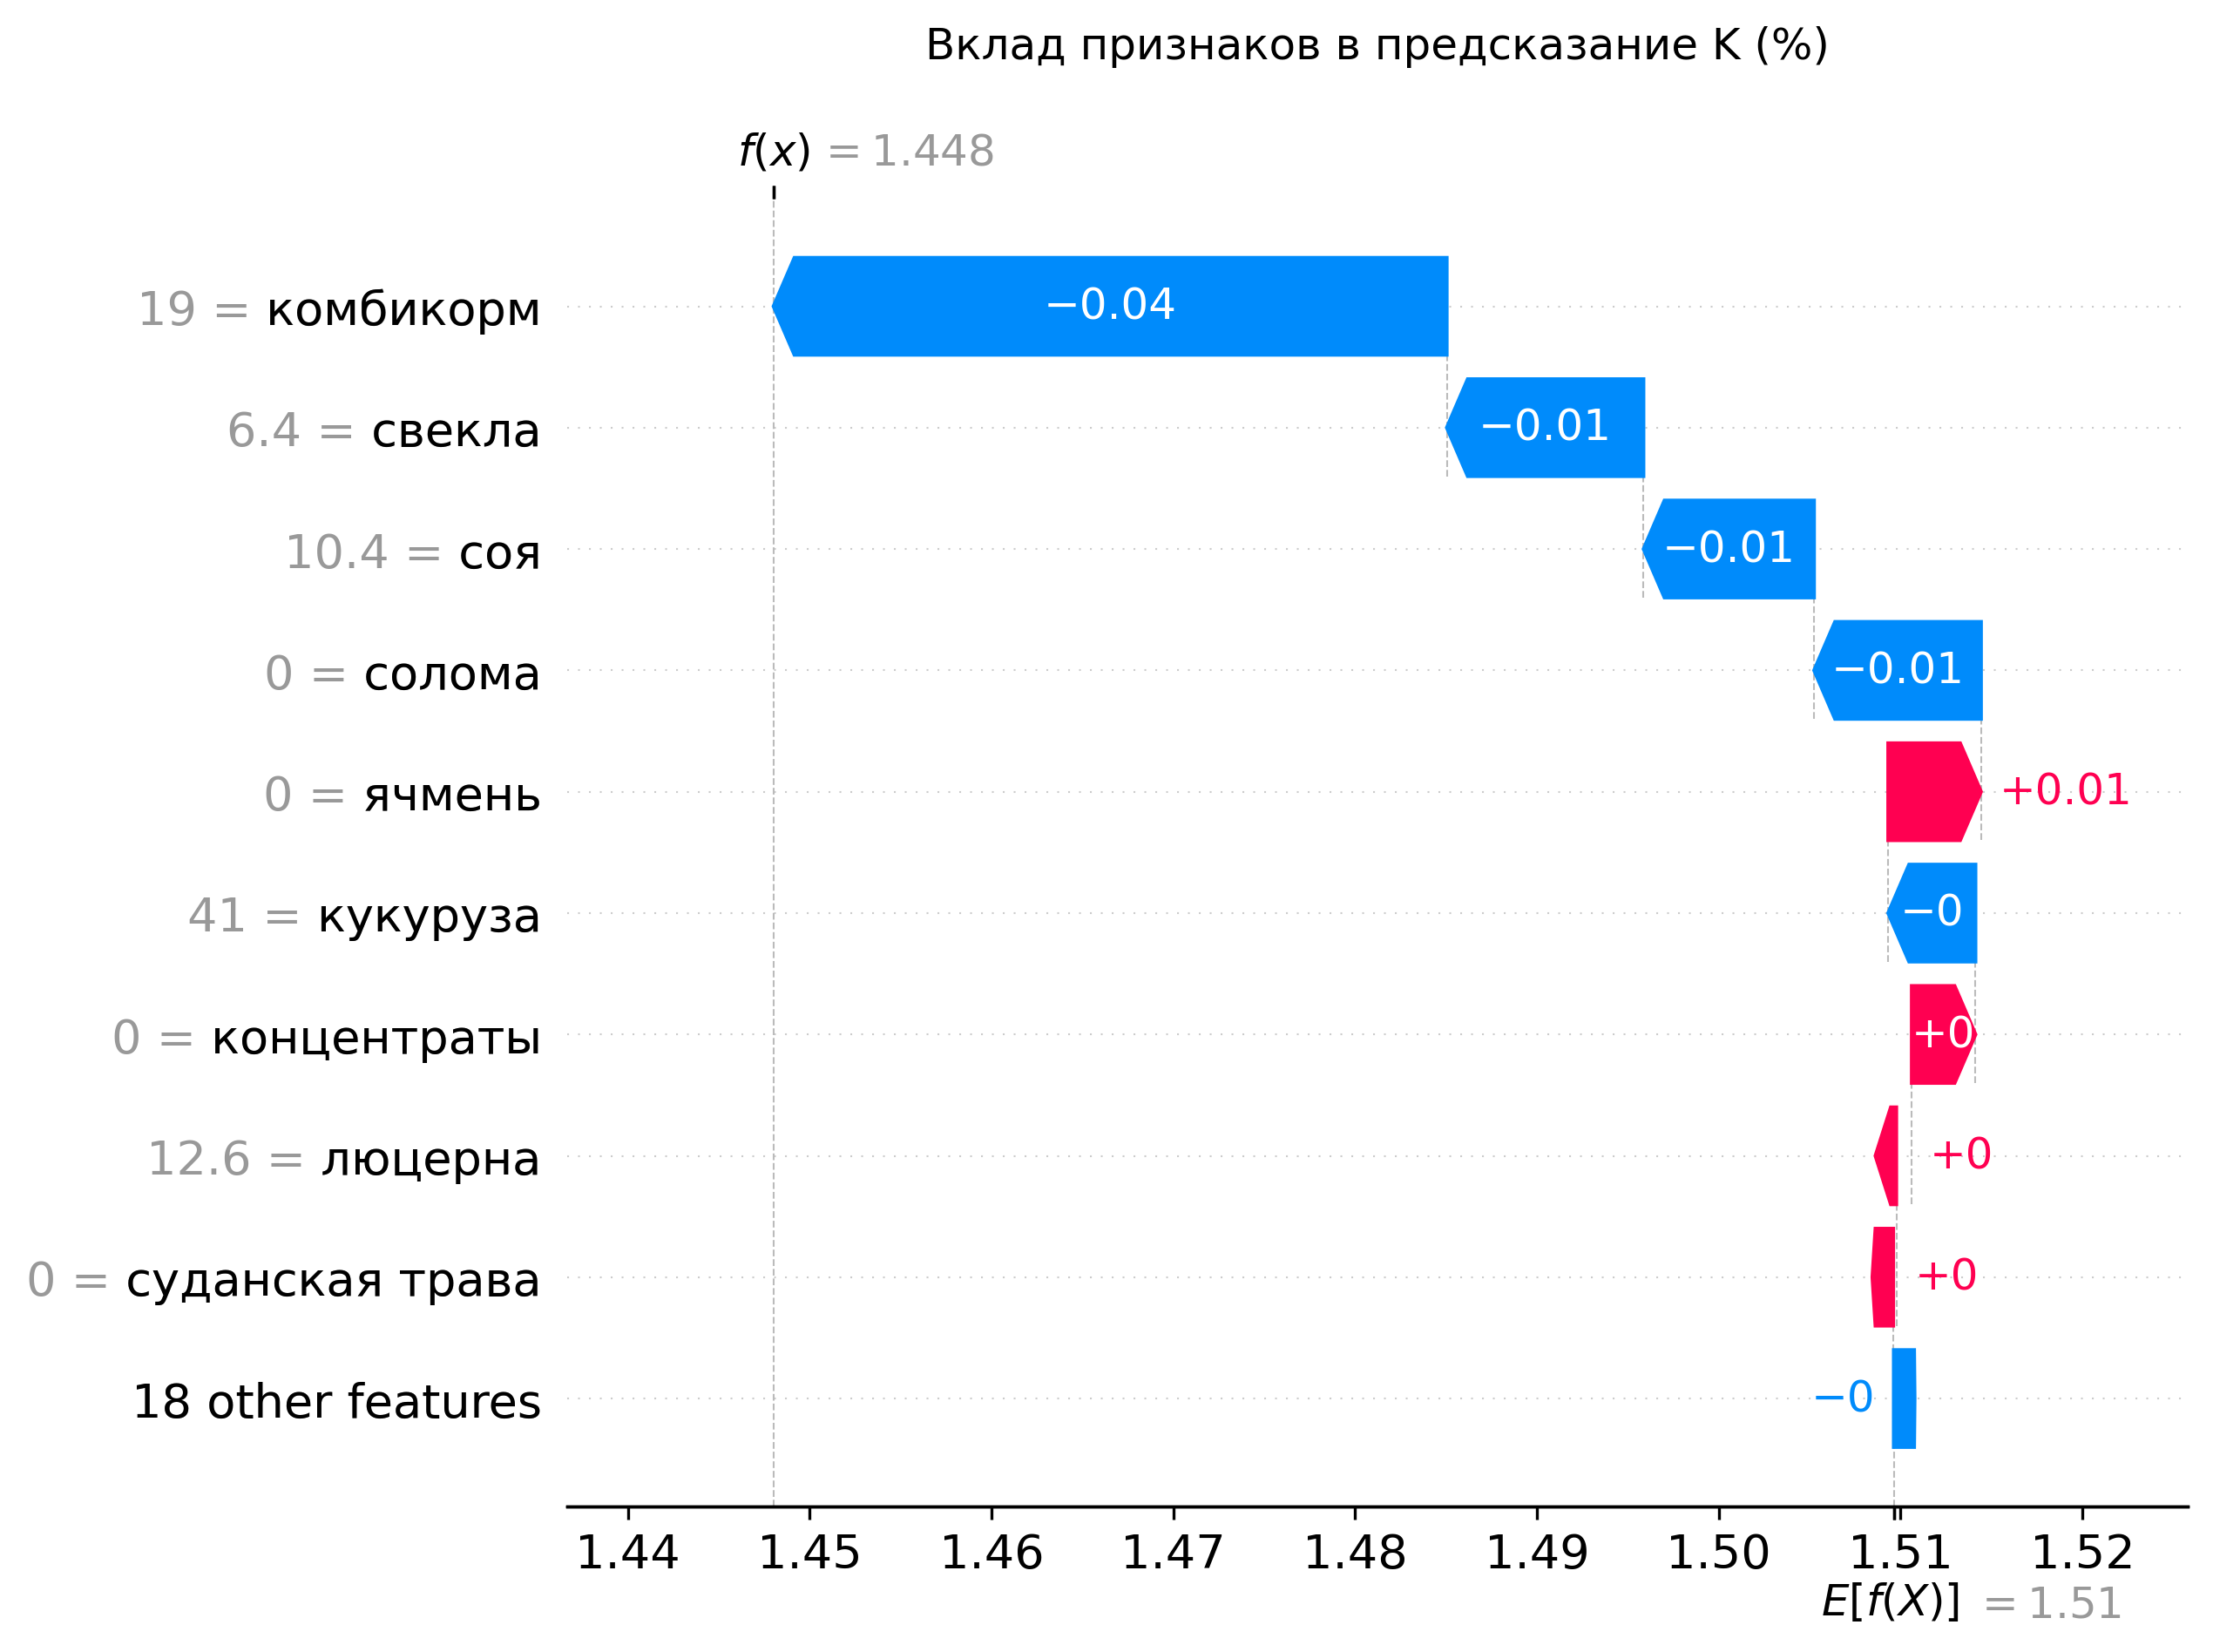 Вклад признаков в предсказание K (%)
f(x) = 1.448
19 = комбикорм −0.04
6.4 = свекла −0.01
10.4 = соя −0.01
0 = солома −0.01
0 = ячмень +0.01
41 = кукуруза −0
0 = концентраты +0
12.6 = люцерна +0
0 = суданская трава +0
18 other features −0
1.44 1.45 1.46 1.47 1.48 1.49 1.50 1.51 1.52
E[f(X)] = 1.51